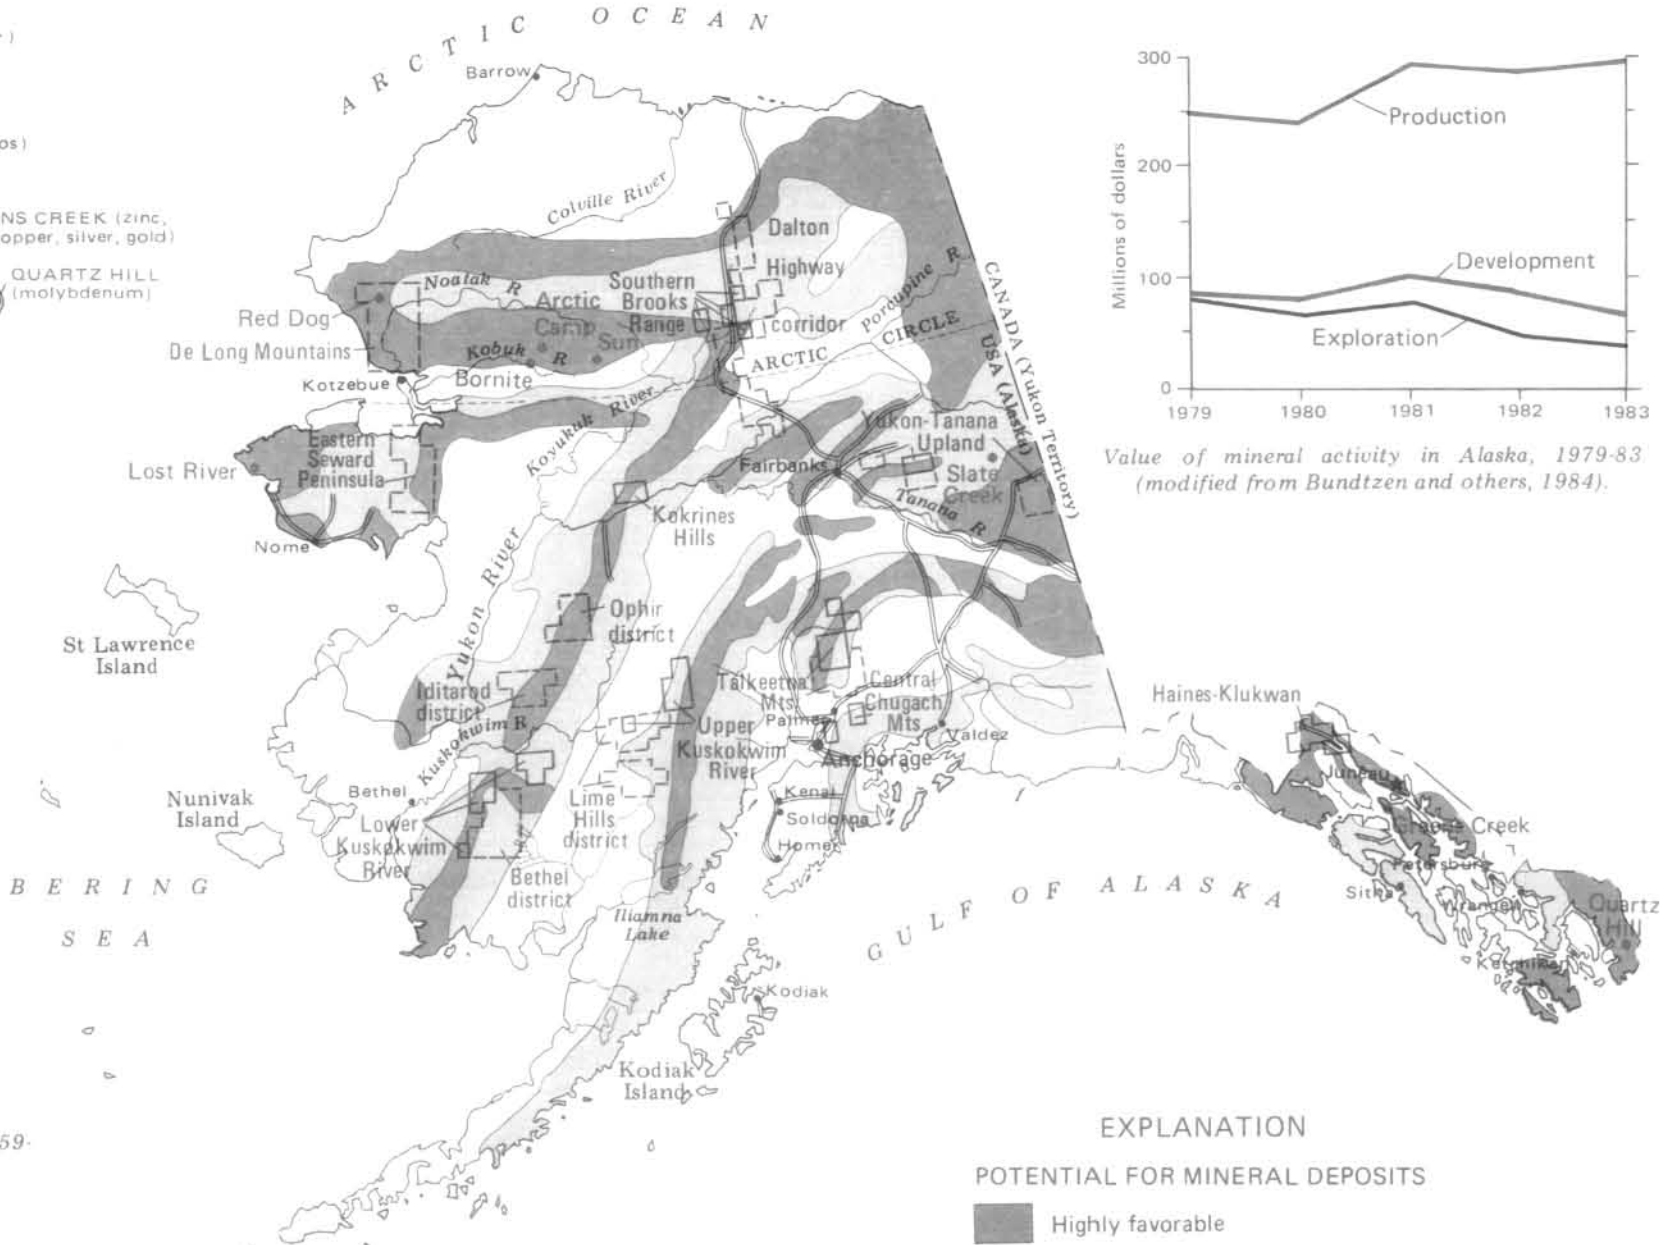 os)
NS CREEK (zinc,
opper, silver, gold)
QUARTZ HILL
(molybdenum)
59-
ARCTIC OCEAN
Barrow
Colville River
Noatak R
Red Dog
De Long Mountains
Arctic
Camp
Sun
Southern
Brooks
Range
Dalton
Highway
corridor
Porcupine R
ARCTIC CIRCLE
CANADA (Yukon Territory)
USA (Alaska)
Kobuk R
Bornite
Kotzebue
Koyukuk River
Lost River
Eastern
Seward
Peninsula
Nome
Fairbanks
Yukon-Tanana
Upland
Slate
Creek
Tanana R
Kokrines
Hills
Yukon River
St Lawrence
Island
Ophir
district
Iditarod
district
Kuskokwim R
Talkeetna
Mts.
Palmer
Central
Chugach
Mts
Valdez
Upper
Kuskokwim
River
Anchorage
Nunivak
Island
Bethel
Lower
Kuskokwim
River
Lime
Hills
district
Bethel
district
Kenai
Soldotna
Homer
Iliamna
Lake
BERING
SEA
GULF OF ALASKA
Kodiak
Kodiak
Island
Haines-Klukwan
Juneau
Greens Creek
Petersburg
Sitka
Wrangell
Quartz
Hill
Ketchikan
300
200
100
0
Millions of dollars
Production
Development
Exploration
1979
1980
1981
1982
1983
Value of mineral activity in Alaska, 1979-83
(modified from Bundtzen and others, 1984).
EXPLANATION
POTENTIAL FOR MINERAL DEPOSITS
Highly favorable